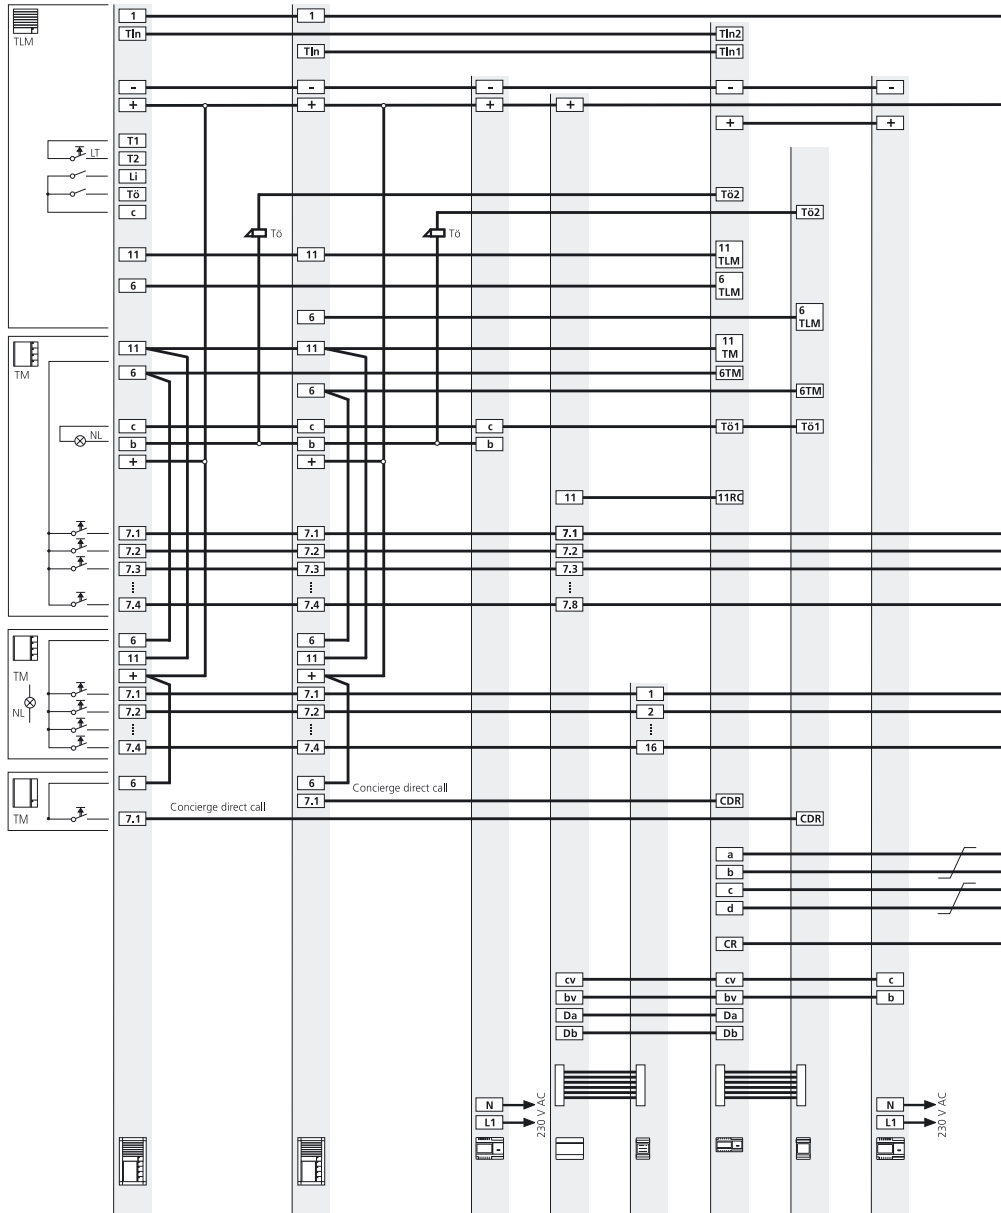 1 1
TLM
Tln Tln2
Tln Tln1
- - - - -
+ + + +
+ +
T1
LT
T2
Li
Tö Tö2
c Tö2
Tö Tö
11 11 11 TLM
6 6 TLM
6 6 TLM
11 11 11 TM
TM
6 6TM
6 6TM
c c c Tö1 Tö1
NL
b b b
+ +
11 11RC
7.1 7.1 7.1
7.2 7.2 7.2
7.3 7.3 7.3
7.4 7.4 7.8
6 6
11 11
TM
+ +
7.1 7.1 1
NL
7.2 7.2 2
7.4 7.4 16
6 6
Concierge direct call
7.1 CDR
Concierge direct call
TM
7.1 CDR
a
b
c
d
CR
cv cv c
bv bv b
Da Da
Db Db
N N
L1 L1
230 V AC 230 V AC